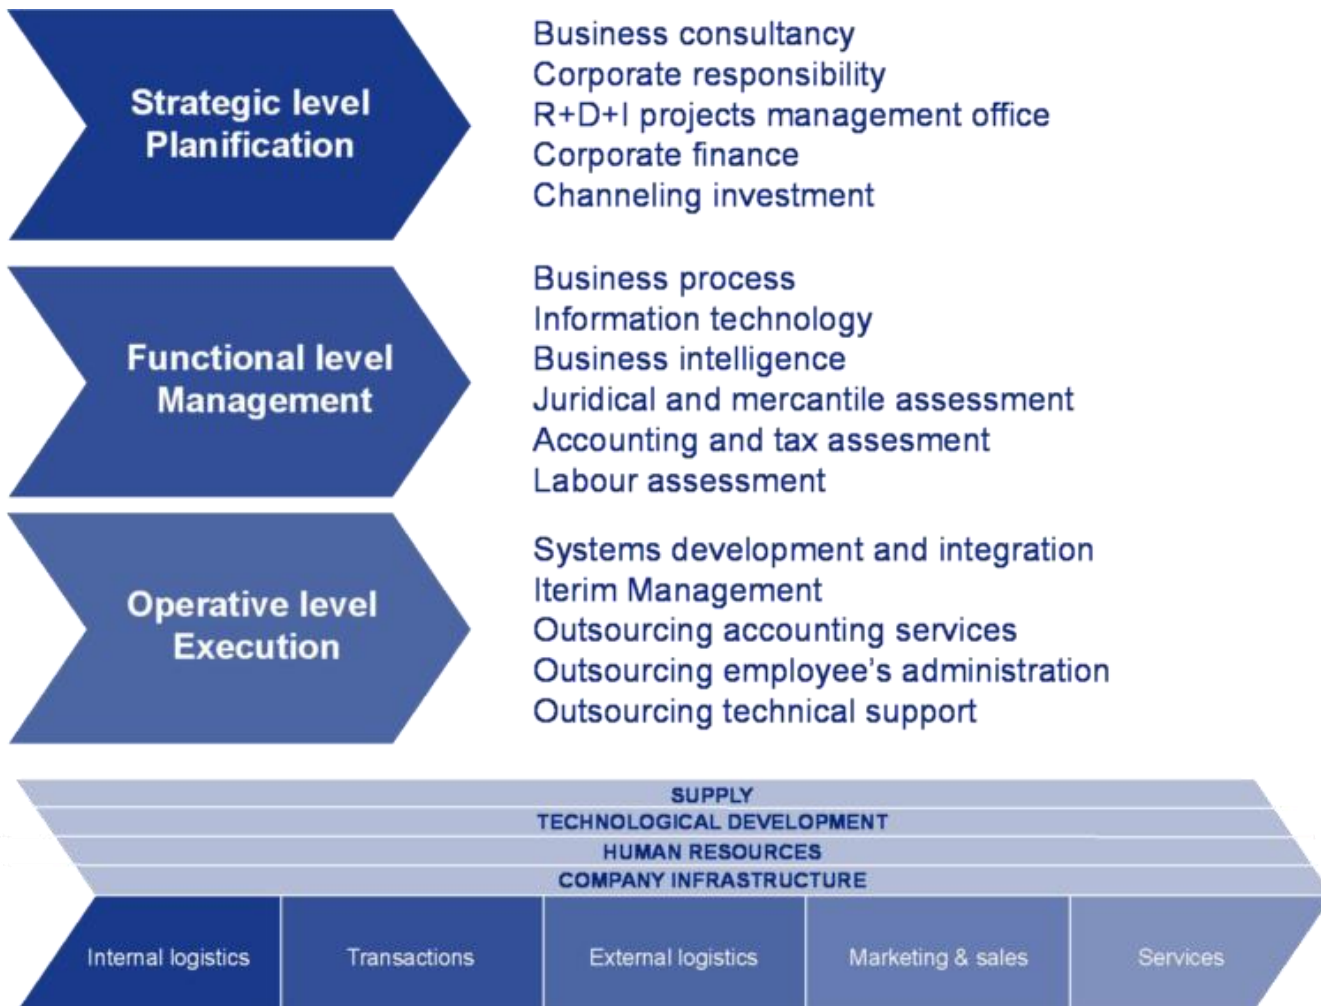 Strategic level
Planification
Business consultancy
Corporate responsibility
R+D+I projects management office
Corporate finance
Channeling investment
Functional level
Management
Business process
Information technology
Business intelligence
Juridical and mercantile assessment
Accounting and tax assesment
Labour assessment
Operative level
Execution
Systems development and integration
Iterim Management
Outsourcing accounting services
Outsourcing employee’s administration
Outsourcing technical support
SUPPLY
TECHNOLOGICAL DEVELOPMENT
HUMAN RESOURCES
COMPANY INFRASTRUCTURE
Internal logistics
Transactions
External logistics
Marketing & sales
Services